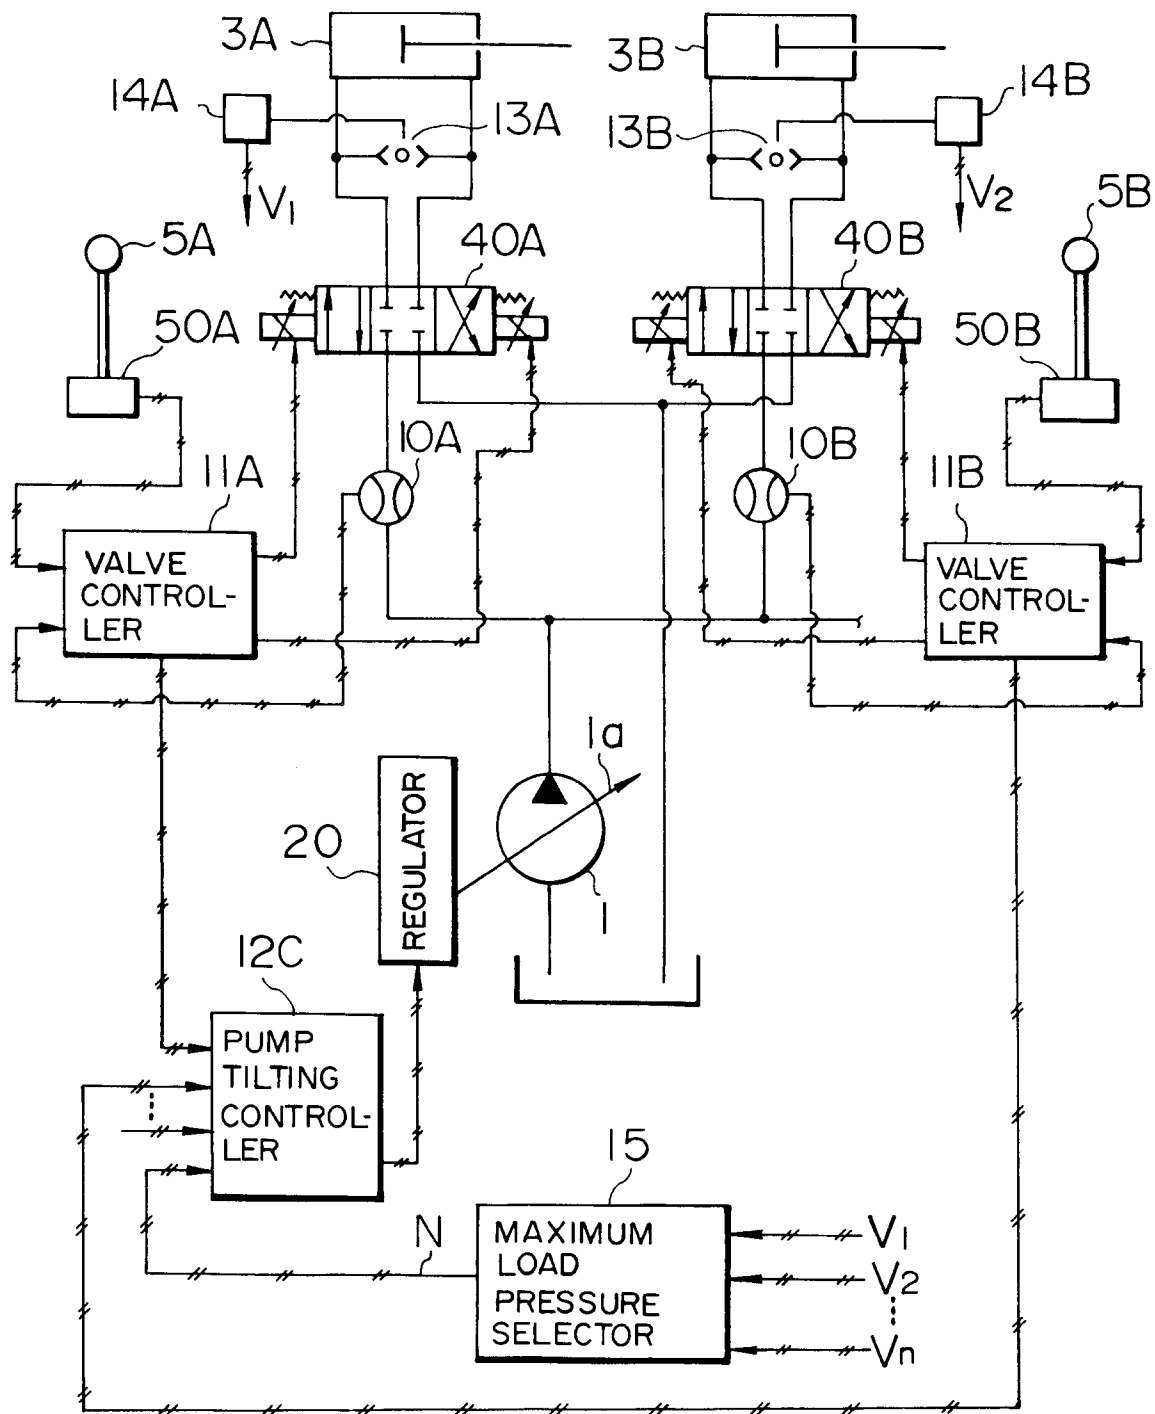 3A
3B
14A
13A
13B
14B
V1
V2
5A
5B
40A
40B
50A
50B
10A
10B
11A
11B
VALVE
CONTROL-
LER
VALVE
CONTROL-
LER
1a
20
REGULATOR
1
12C
PUMP
TILTING
CONTROL-
LER
15
N
MAXIMUM
LOAD
PRESSURE
SELECTOR
V1
V2
Vn